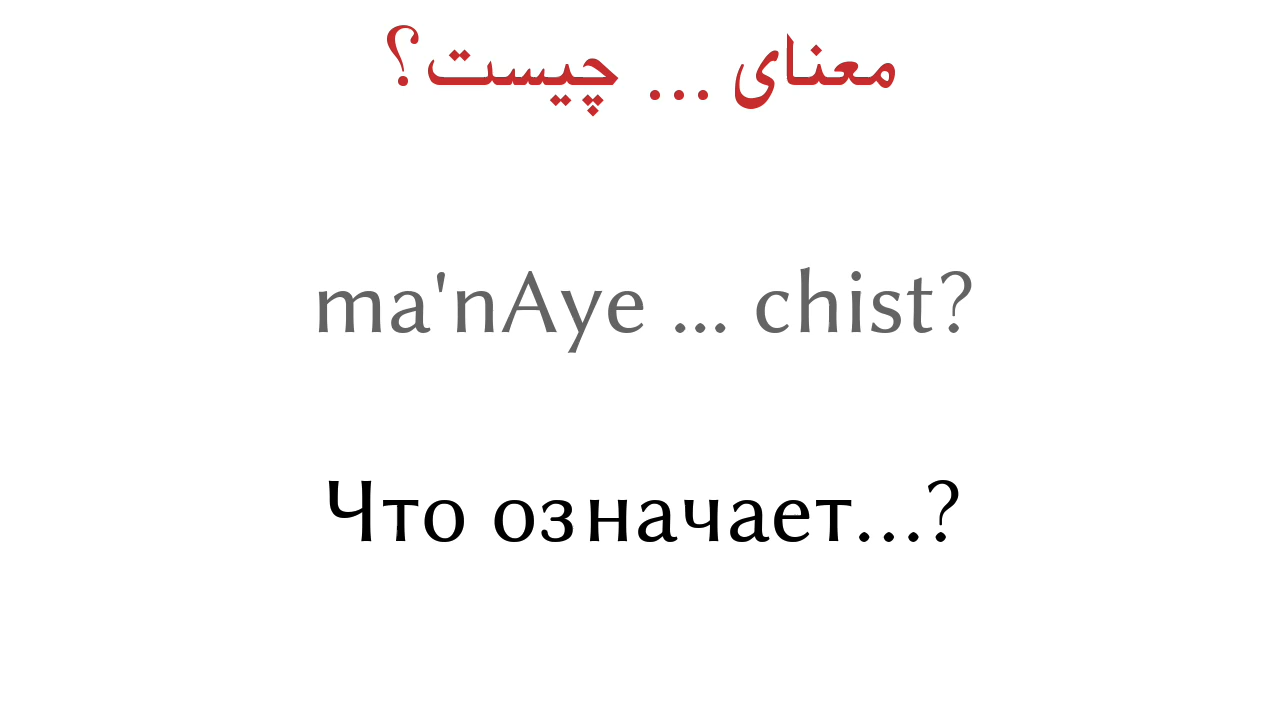 معنای ... چیست؟
ma'nAye ... chist?
Что означает...?